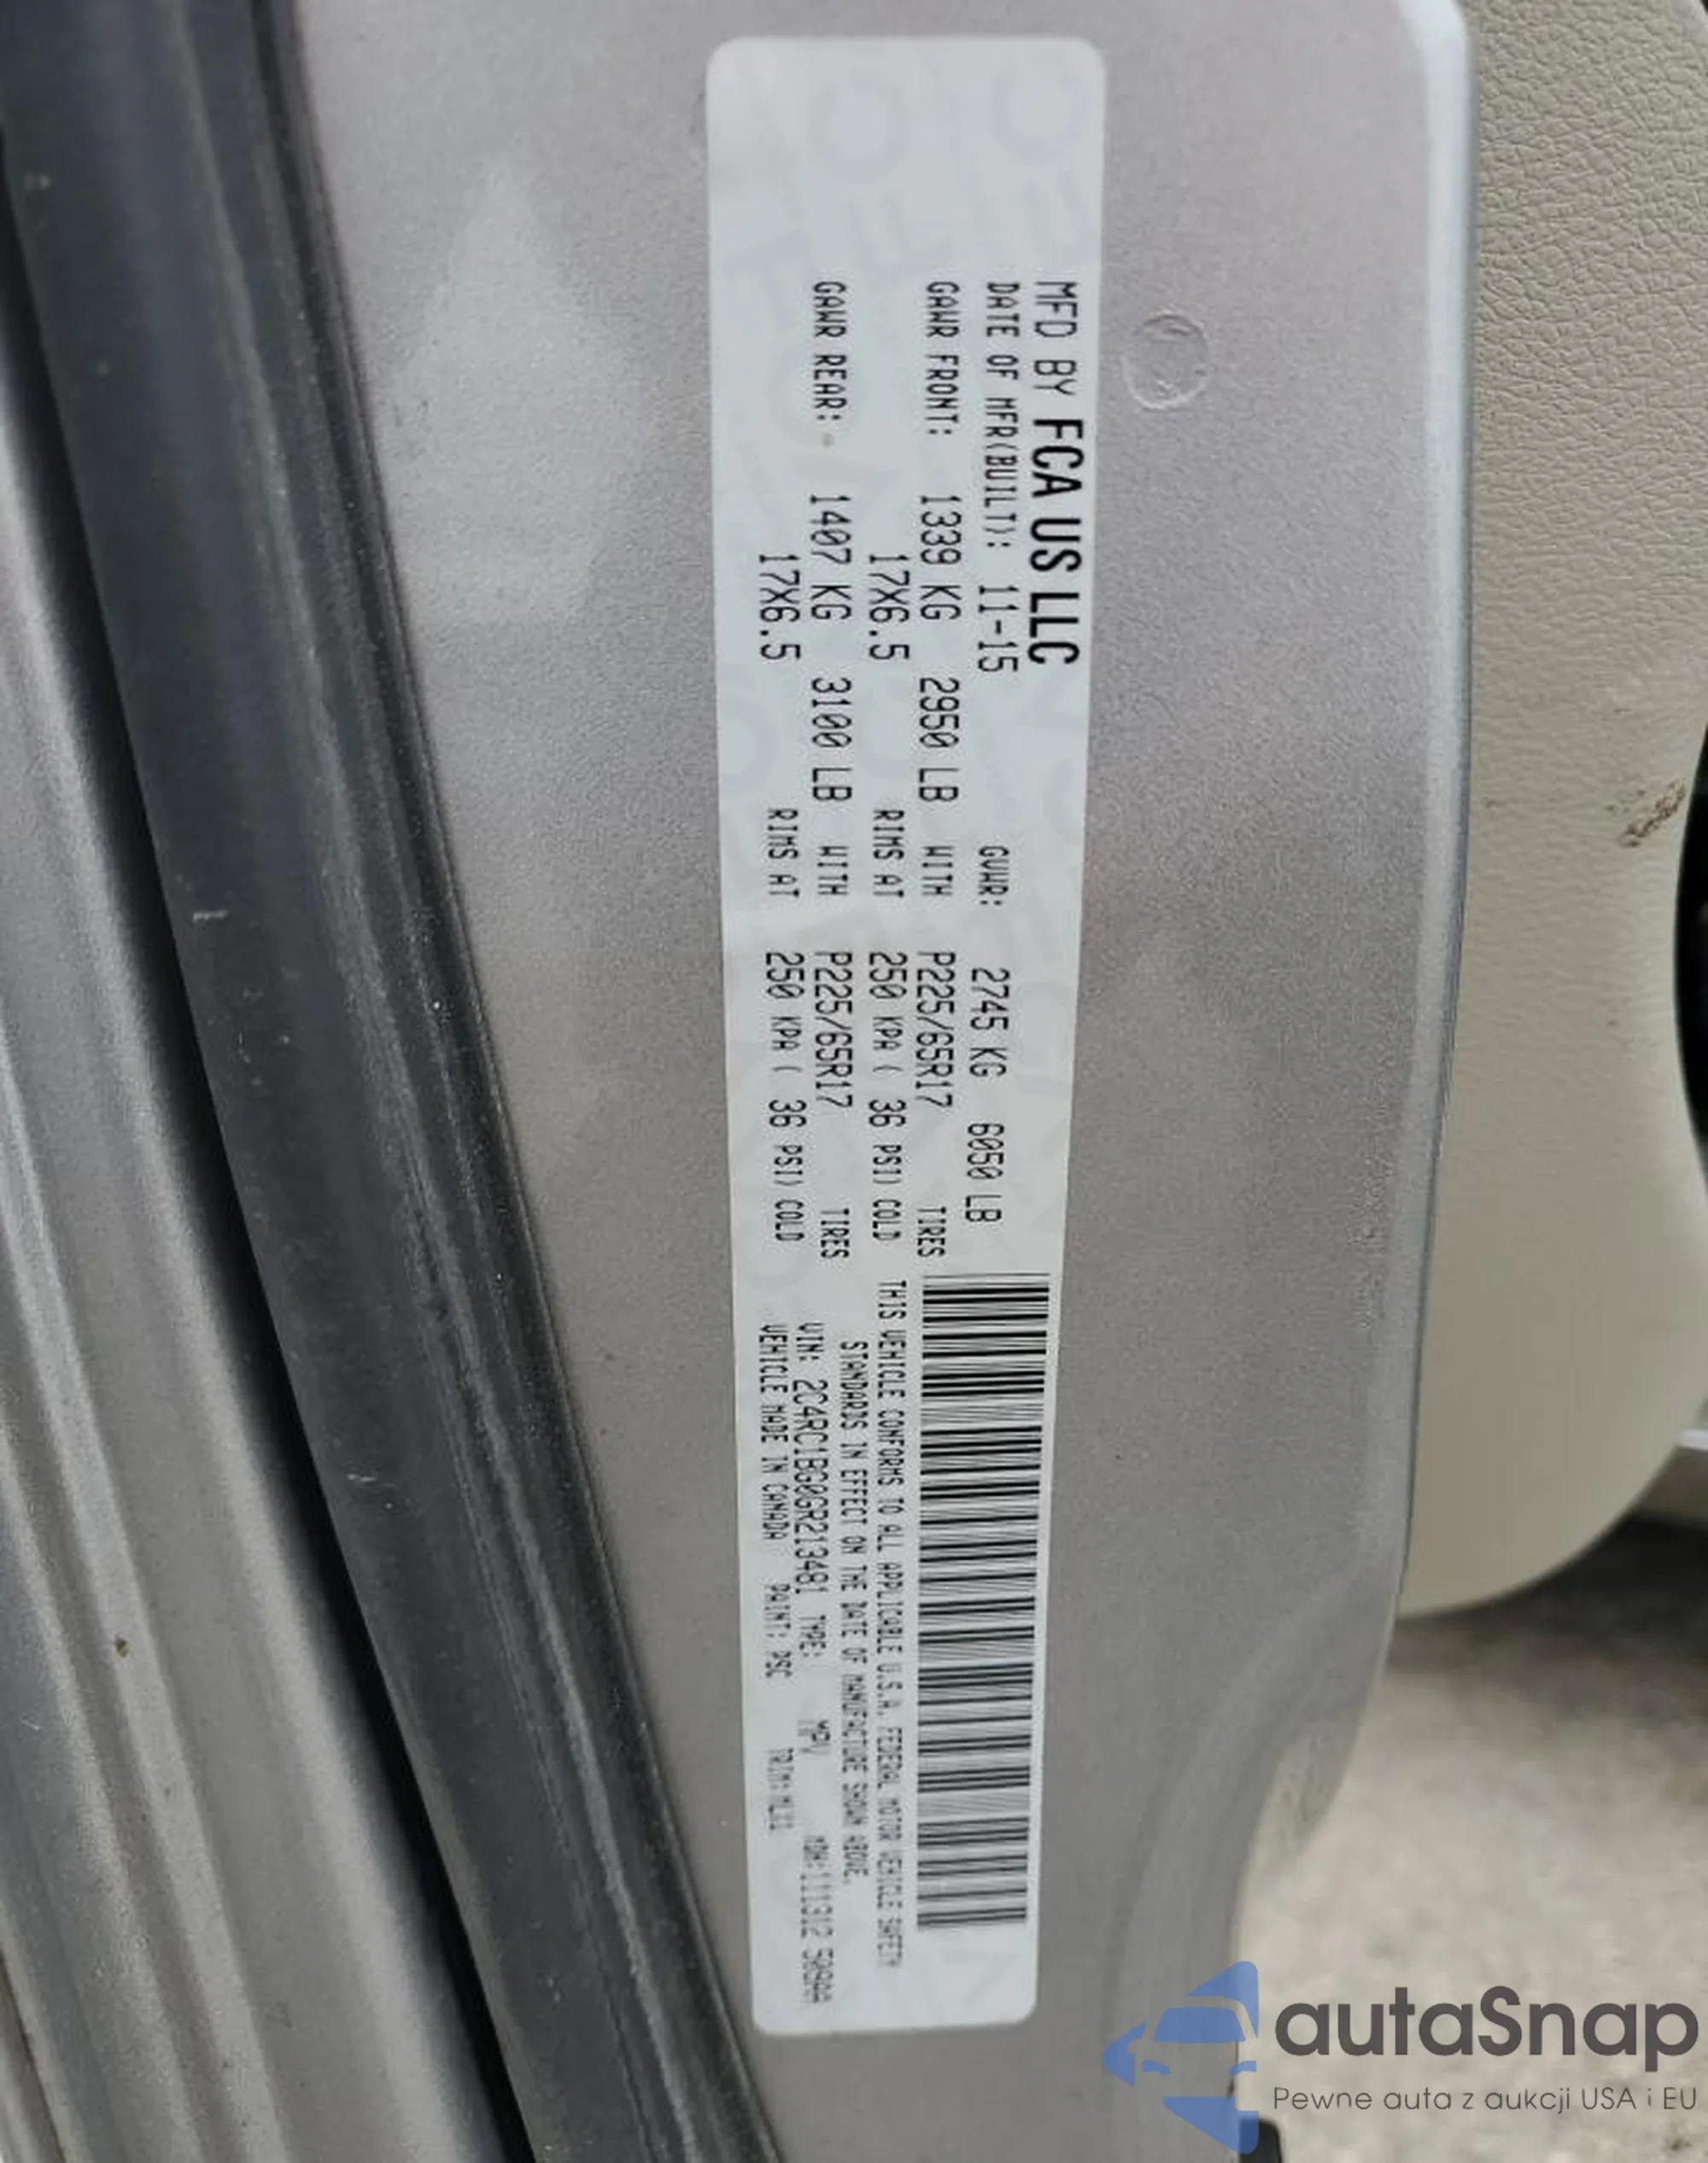 MFD BY FCA US LLC
DATE OF MFR(BUILT): 11-15 GVWR: 2745 KG 6050 LB
GAWR FRONT: 1339 KG 2950 LB WITH P225/65R17 TIRES
17X6.5 RIMS AT 250 KPA ( 36 PSI) COLD
GAWR REAR: 1407 KG 3100 LB WITH P225/65R17 TIRES
17X6.5 RIMS AT 250 KPA ( 36 PSI) COLD
THIS VEHICLE CONFORMS TO ALL APPLICABLE U.S.A. FEDERAL MOTOR VEHICLE SAFETY
STANDARDS IN EFFECT ON THE DATE OF MANUFACTURE SHOWN ABOVE.
VIN: 2C4RC1BG0GR213481 TYPE: MPV MDH:111312 509AA
VEHICLE MADE IN CANADA PAINT: PSC TRIM:
autaSnap
Pewne auta z aukcji USA i EU